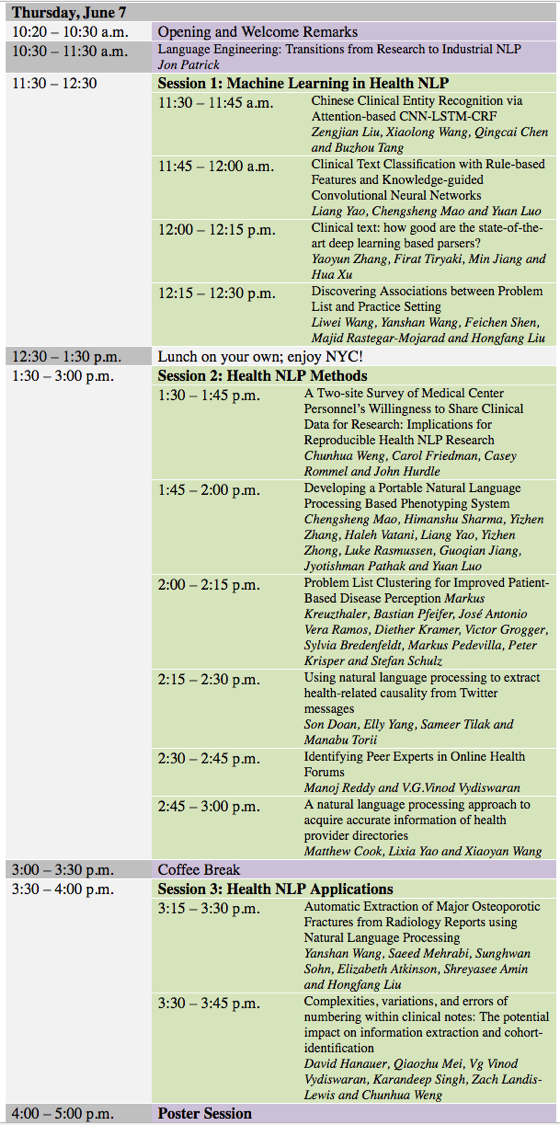 Thursday, June 7
10:20 – 10:30 a.m. Opening and Welcome Remarks
10:30 – 11:30 a.m. Language Engineering: Transitions from Research to Industrial NLP
Jon Patrick
11:30 – 12:30 Session 1: Machine Learning in Health NLP
11:30 – 11:45 a.m. Chinese Clinical Entity Recognition via
Attention-based CNN-LSTM-CRF
Zengjian Liu, Xiaolong Wang, Qingcai Chen
and Buzhou Tang
11:45 – 12:00 a.m. Clinical Text Classification with Rule-based
Features and Knowledge-guided
Convolutional Neural Networks
Liang Yao, Chengsheng Mao and Yuan Luo
12:00 – 12:15 p.m. Clinical text: how good are the state-of-the-
art deep learning based parsers?
Yaoyun Zhang, Firat Tiryaki, Min Jiang and
Hua Xu
12:15 – 12:30 p.m. Discovering Associations between Problem
List and Practice Setting
Liwei Wang, Yanshan Wang, Feichen Shen,
Majid Rastegar-Mojarad and Hongfang Liu
12:30 – 1:30 p.m. Lunch on your own; enjoy NYC!
1:30 – 3:00 p.m. Session 2: Health NLP Methods
1:30 – 1:45 p.m. A Two-site Survey of Medical Center
Personnel's Willingness to Share Clinical
Data for Research: Implications for
Reproducible Health NLP Research
Chunhua Weng, Carol Friedman, Casey
Rommel and John Hurdle
1:45 – 2:00 p.m. Developing a Portable Natural Language
Processing Based Phenotyping System
Chengsheng Mao, Himanshu Sharma, Yizhen
Zhang, Haleh Vatani, Liang Yao, Yizhen
Zhong, Luke Rasmussen, Guoqian Jiang,
Jyotishman Pathak and Yuan Luo
2:00 – 2:15 p.m. Problem List Clustering for Improved Patient-
Based Disease Perception Markus
Kreuzthaler, Bastian Pfeifer, José Antonio
Vera Ramos, Diether Kramer, Victor Grogger,
Sylvia Bredenfeldt, Markus Pedevilla, Peter
Krisper and Stefan Schulz
2:15 – 2:30 p.m. Using natural language processing to extract
health-related causality from Twitter
messages
Son Doan, Elly Yang, Sameer Tilak and
Manabu Torii
2:30 – 2:45 p.m. Identifying Peer Experts in Online Health
Forums
Manoj Reddy and V.G.Vinod Vydiswaran
2:45 – 3:00 p.m. A natural language processing approach to
acquire accurate information of health
provider directories
Matthew Cook, Lixia Yao and Xiaoyan Wang
3:00 – 3:30 p.m. Coffee Break
3:30 – 4:00 p.m. Session 3: Health NLP Applications
3:15 – 3:30 p.m. Automatic Extraction of Major Osteoporotic
Fractures from Radiology Reports using
Natural Language Processing
Yanshan Wang, Saeed Mehrabi, Sunghwan
Sohn, Elizabeth Atkinson, Shreyasee Amin
and Hongfang Liu
3:30 – 3:45 p.m. Complexities, variations, and errors of
numbering within clinical notes: The potential
impact on information extraction and cohort-
identification
David Hanauer, Qiaozhu Mei, Vg Vinod
Vydiswaran, Karandeep Singh, Zach Landis-
Lewis and Chunhua Weng
4:00 – 5:00 p.m. Poster Session